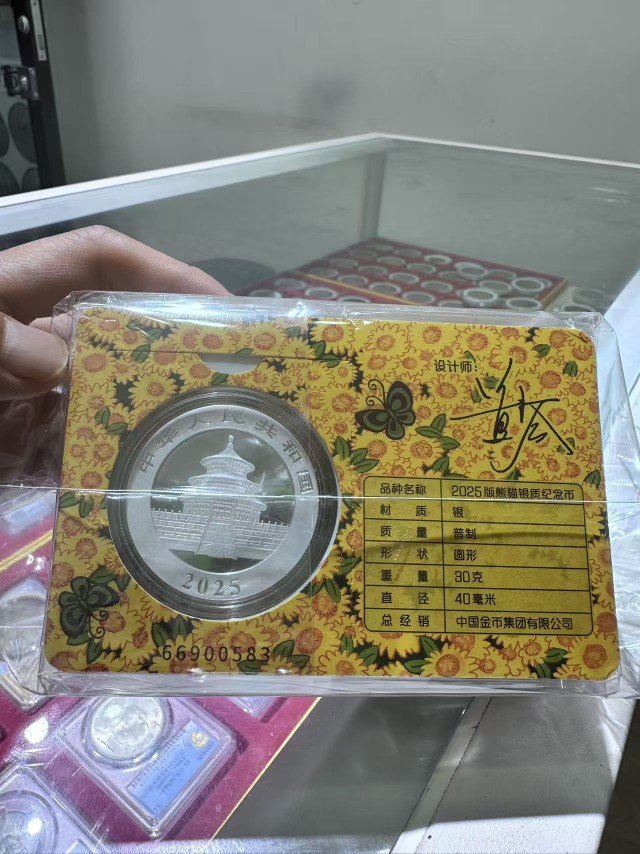 中华人民共和国
2025
66900583
设计师:
品种名称 2025版熊猫银质纪念币
材质 银
质量 普制
形状 圆形
重量 30克
直径 40毫米
总经销 中国金币集团有限公司